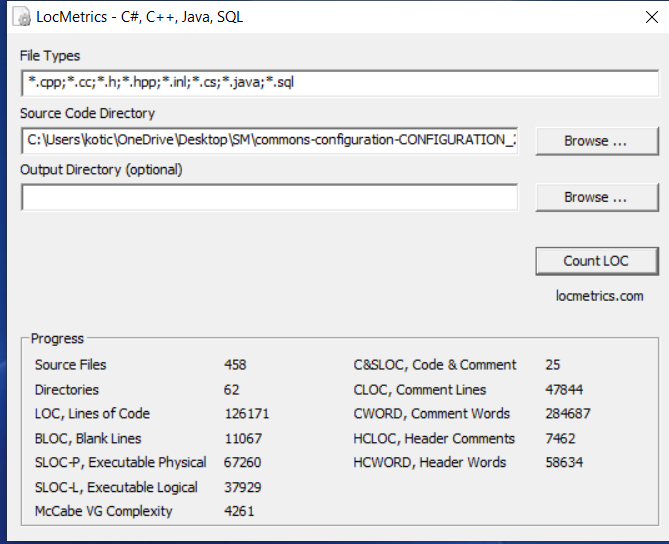 LocMetrics - C#, C++, Java, SQL
File Types
*.cpp;*.cc;*.h;*.hpp;*.inl;*.cs;*.java;*.sql
Source Code Directory
C:\Users\kotic\OneDrive\Desktop\SM\commons-configuration-CONFIGURATION_ Browse ...
Output Directory (optional)
Browse ...
Count LOC
locmetrics.com
Progress
Source Files 458 C&SLOC, Code & Comment 25
Directories 62 CLOC, Comment Lines 47844
LOC, Lines of Code 126171 CWORD, Comment Words 284687
BLOC, Blank Lines 11067 HCLOC, Header Comments 7462
SLOC-P, Executable Physical 67260 HCWORD, Header Words 58634
SLOC-L, Executable Logical 37929
McCabe VG Complexity 4261